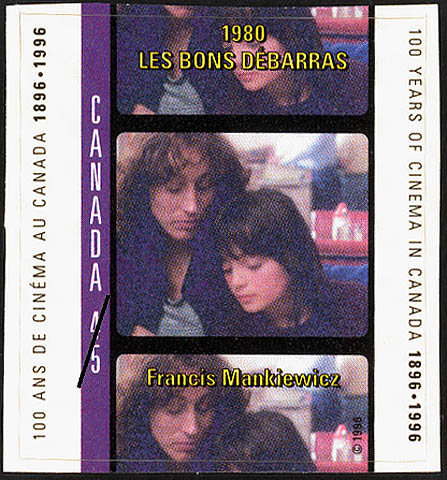 100 ANS DE CINÉMA AU CANADA 1896•1996
CANADA 45
1980
LES BONS DÉBARRAS
Francis Mankiewicz
© 1996
100 YEARS OF CINEMA IN CANADA 1896•1996